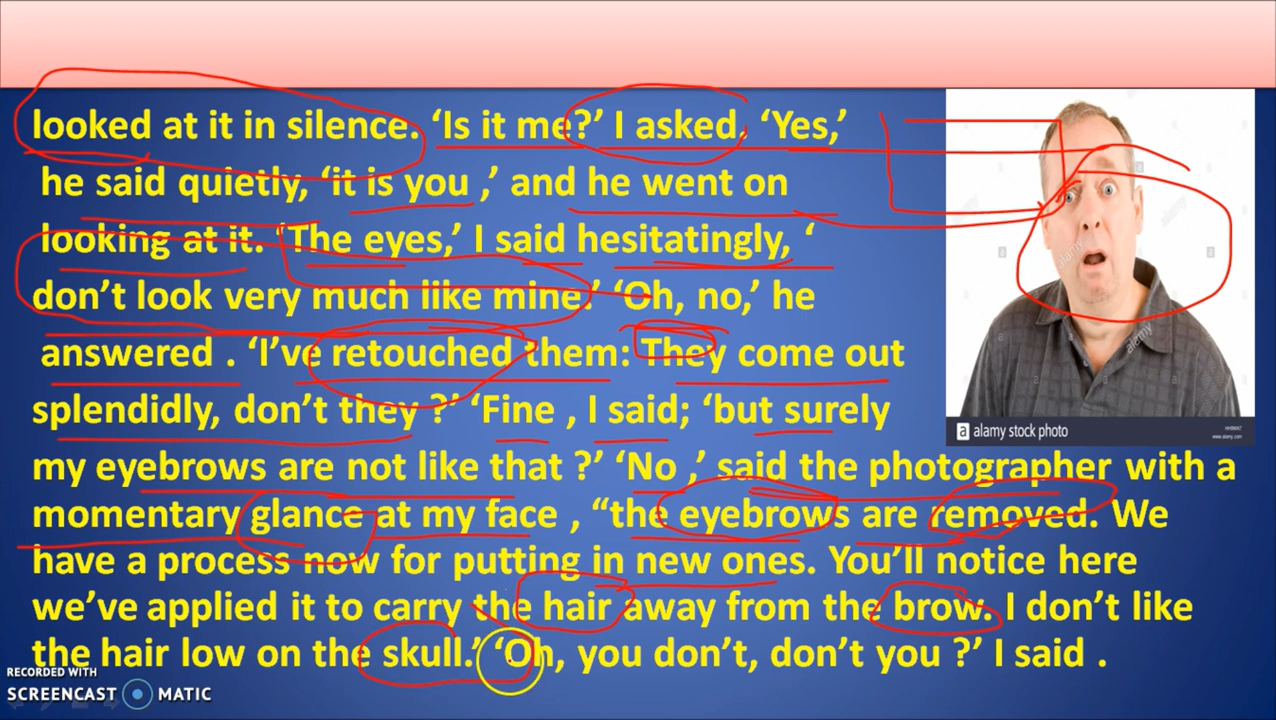 looked at it in silence. ‘Is it me?’ I asked. ‘Yes,’
he said quietly, ‘it is you ,’ and he went on
looking at it. ‘The eyes,’ I said hesitatingly, ‘
don’t look very much like mine.’ ‘Oh, no,’ he
answered . ‘I’ve retouched them: They come out
splendidly, don’t they ?’ ‘Fine , I said; ‘but surely
my eyebrows are not like that ?’ ‘No ,’ said the photographer with a
momentary glance at my face , “the eyebrows are removed. We
have a process now for putting in new ones. You’ll notice here
we’ve applied it to carry the hair away from the brow. I don’t like
the hair low on the skull.’ ‘Oh, you don’t, don’t you ?’ I said .
alamy
alamy
alamy
a alamy stock photo
www.alamy.com
RECORDED WITH
SCREENCAST MATIC